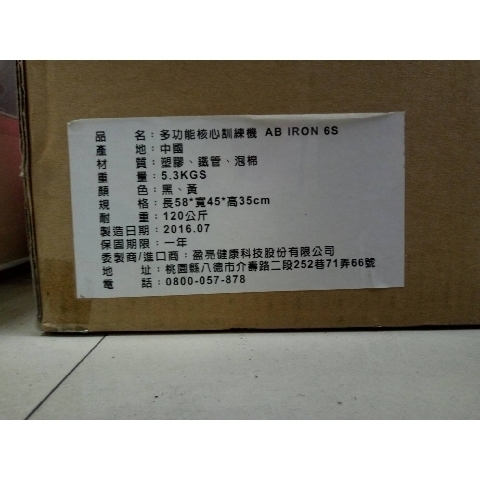 品　　名：多功能核心訓練機 AB IRON 6S
產　　地：中國
材　　質：塑膠、鐵管、泡棉
重　　量：5.3KGS
顏　　色：黑、黃
規　　格：長58*寬45*高35cm
耐　　重：120公斤
製造日期：2016.07
保固期限：一年
委製商/進口商：盈亮健康科技股份有限公司
地　　址：桃園縣八德市介壽路二段252巷71弄66號
電　　話：0800-057-878